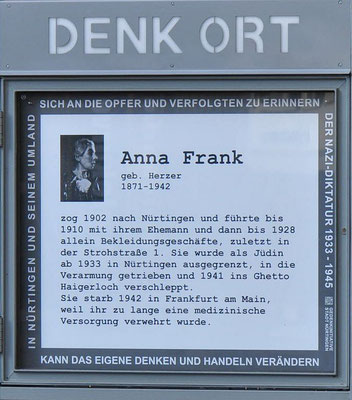 DENK ORT
SICH AN DIE OPFER UND VERFOLGTEN ZU ERINNERN
DER NAZI-DIKTATUR 1933 - 1945
IN NÜRTINGEN UND SEINEM UMLAND
Anna Frank
geb. Herzer
1871-1942
zog 1902 nach Nürtingen und führte bis
1910 mit ihrem Ehemann und dann bis 1928
allein Bekleidungsgeschäfte, zuletzt in
der Strohstraße 1. Sie wurde als Jüdin
ab 1933 in Nürtingen ausgegrenzt, in die
Verarmung getrieben und 1941 ins Ghetto
Haigerloch verschleppt.
Sie starb 1942 in Frankfurt am Main,
weil ihr zu lange eine medizinische
Versorgung verwehrt wurde.
GEDENKINITIATIVE
STADT NÜRTINGEN
KANN DAS EIGENE DENKEN UND HANDELN VERÄNDERN